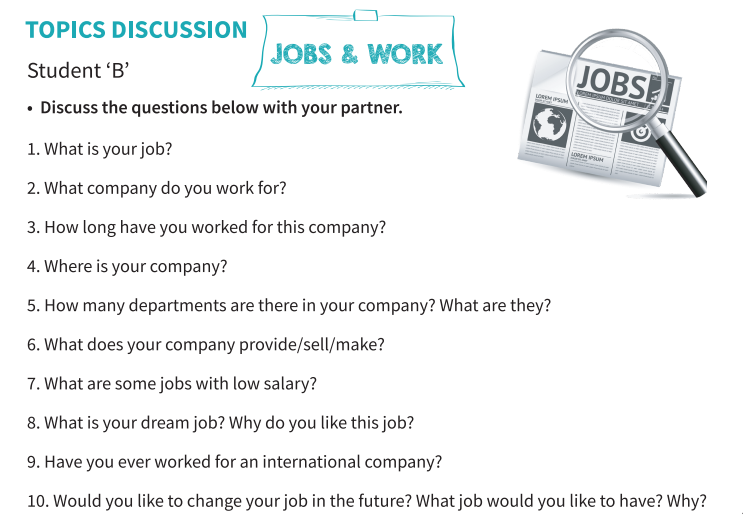 TOPICS DISCUSSION
JOBS & WORK
Student ‘B’
JOBS
LOREM IPSUM
LOREM IPSUM
• Discuss the questions below with your partner.
1. What is your job?
2. What company do you work for?
3. How long have you worked for this company?
4. Where is your company?
5. How many departments are there in your company? What are they?
6. What does your company provide/sell/make?
7. What are some jobs with low salary?
8. What is your dream job? Why do you like this job?
9. Have you ever worked for an international company?
10. Would you like to change your job in the future? What job would you like to have? Why?